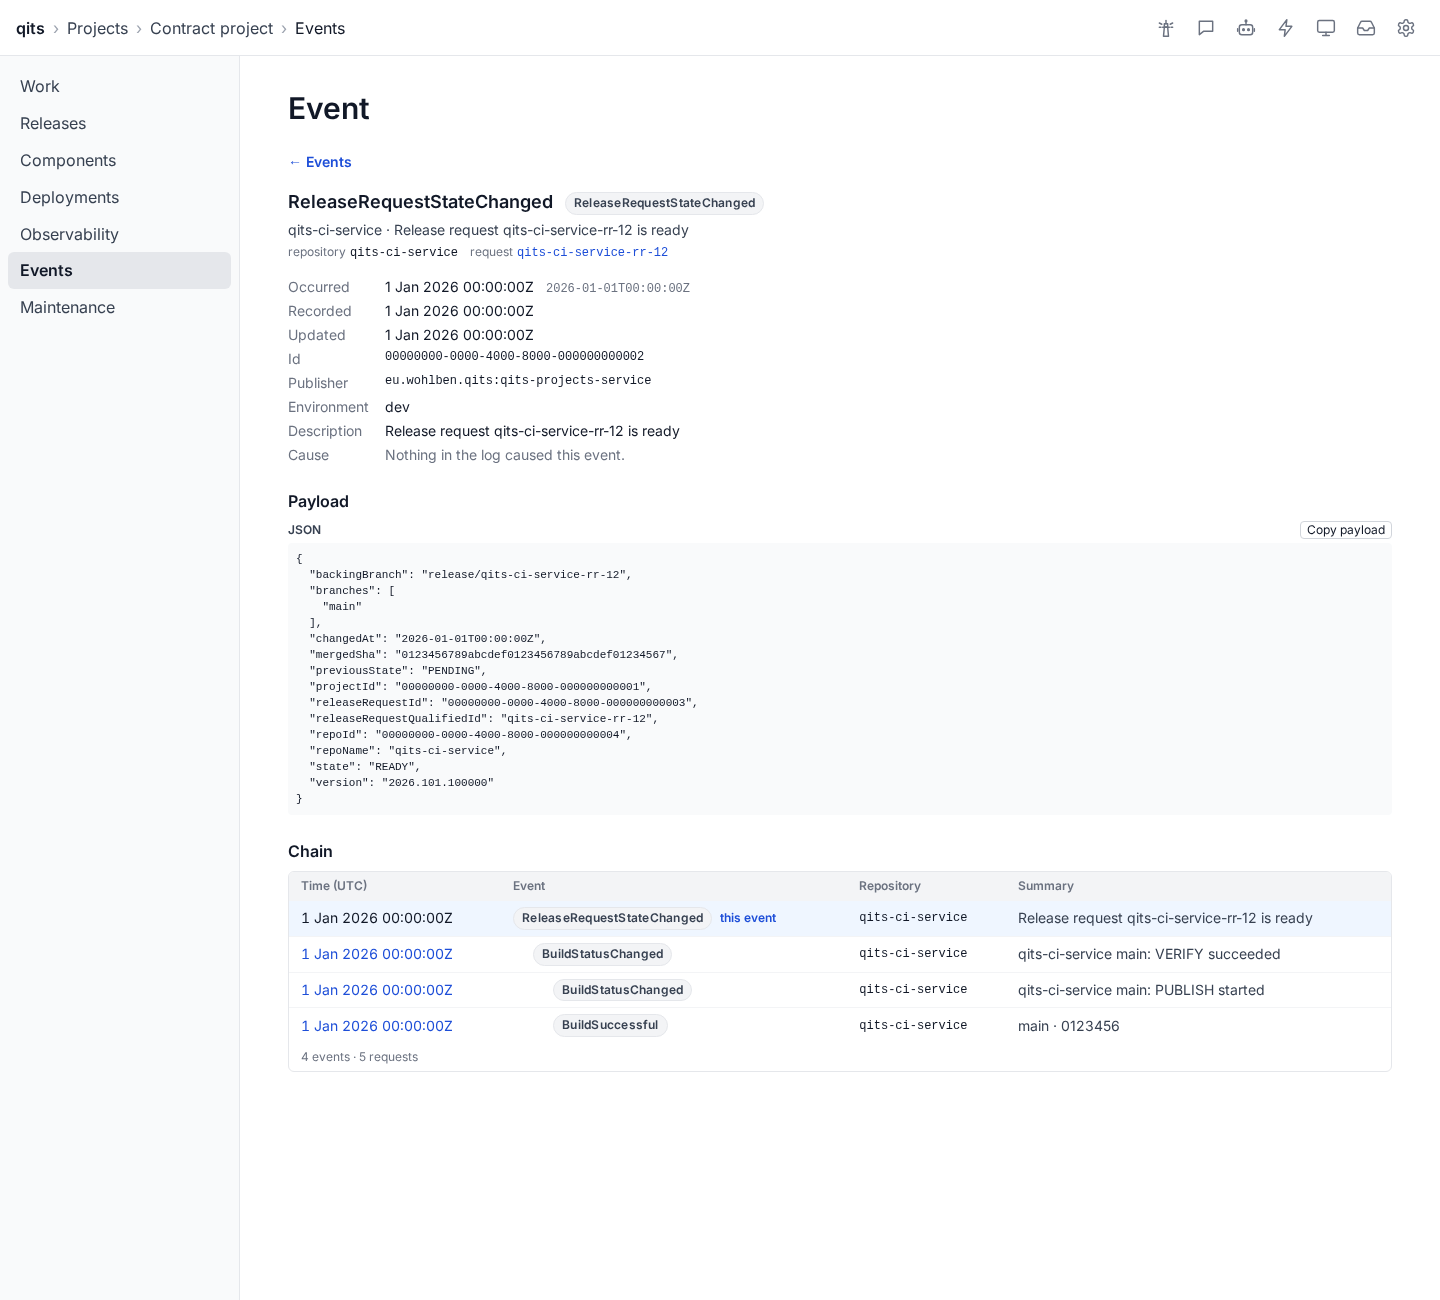 qits › Projects › Contract project › Events
Work
Releases
Components
Deployments
Observability
Events
Maintenance
Event
← Events
ReleaseRequestStateChanged ReleaseRequestStateChanged
qits-ci-service · Release request qits-ci-service-rr-12 is ready
repository qits-ci-service request qits-ci-service-rr-12
Occurred 1 Jan 2026 00:00:00Z 2026-01-01T00:00:00Z
Recorded 1 Jan 2026 00:00:00Z
Updated 1 Jan 2026 00:00:00Z
Id 00000000-0000-4000-8000-000000000002
Publisher eu.wohlben.qits:qits-projects-service
Environment dev
Description Release request qits-ci-service-rr-12 is ready
Cause Nothing in the log caused this event.
Payload
JSON Copy payload
{
  "backingBranch": "release/qits-ci-service-rr-12",
  "branches": [
    "main"
  ],
  "changedAt": "2026-01-01T00:00:00Z",
  "mergedSha": "0123456789abcdef0123456789abcdef01234567",
  "previousState": "PENDING",
  "projectId": "00000000-0000-4000-8000-000000000001",
  "releaseRequestId": "00000000-0000-4000-8000-000000000003",
  "releaseRequestQualifiedId": "qits-ci-service-rr-12",
  "repoId": "00000000-0000-4000-8000-000000000004",
  "repoName": "qits-ci-service",
  "state": "READY",
  "version": "2026.101.100000"
}
Chain
Time (UTC) Event Repository Summary
1 Jan 2026 00:00:00Z ReleaseRequestStateChanged this event qits-ci-service Release request qits-ci-service-rr-12 is ready
1 Jan 2026 00:00:00Z BuildStatusChanged qits-ci-service qits-ci-service main: VERIFY succeeded
1 Jan 2026 00:00:00Z BuildStatusChanged qits-ci-service qits-ci-service main: PUBLISH started
1 Jan 2026 00:00:00Z BuildSuccessful qits-ci-service main · 0123456
4 events · 5 requests